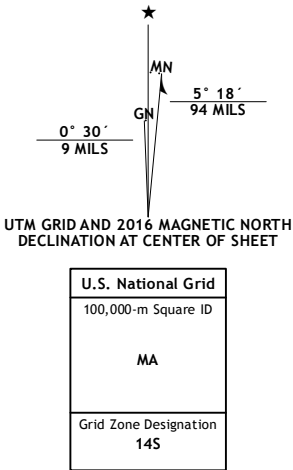 ★
MN
GN
5° 18´
94 MILS
0° 30´
9 MILS
UTM GRID AND 2016 MAGNETIC NORTH
DECLINATION AT CENTER OF SHEET
U.S. National Grid
100,000-m Square ID
MA
Grid Zone Designation
14S